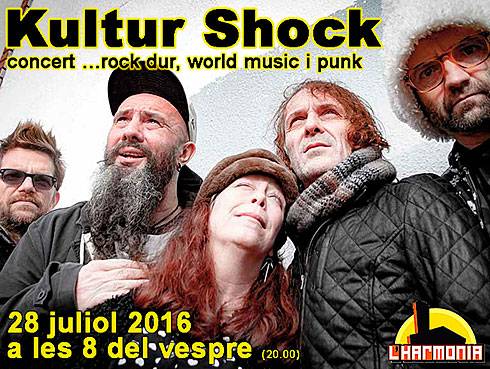 Kultur Shock
concert ...rock dur, world music i punk
28 juliol 2016
a les 8 del vespre (20.00)
L'HARMONIA